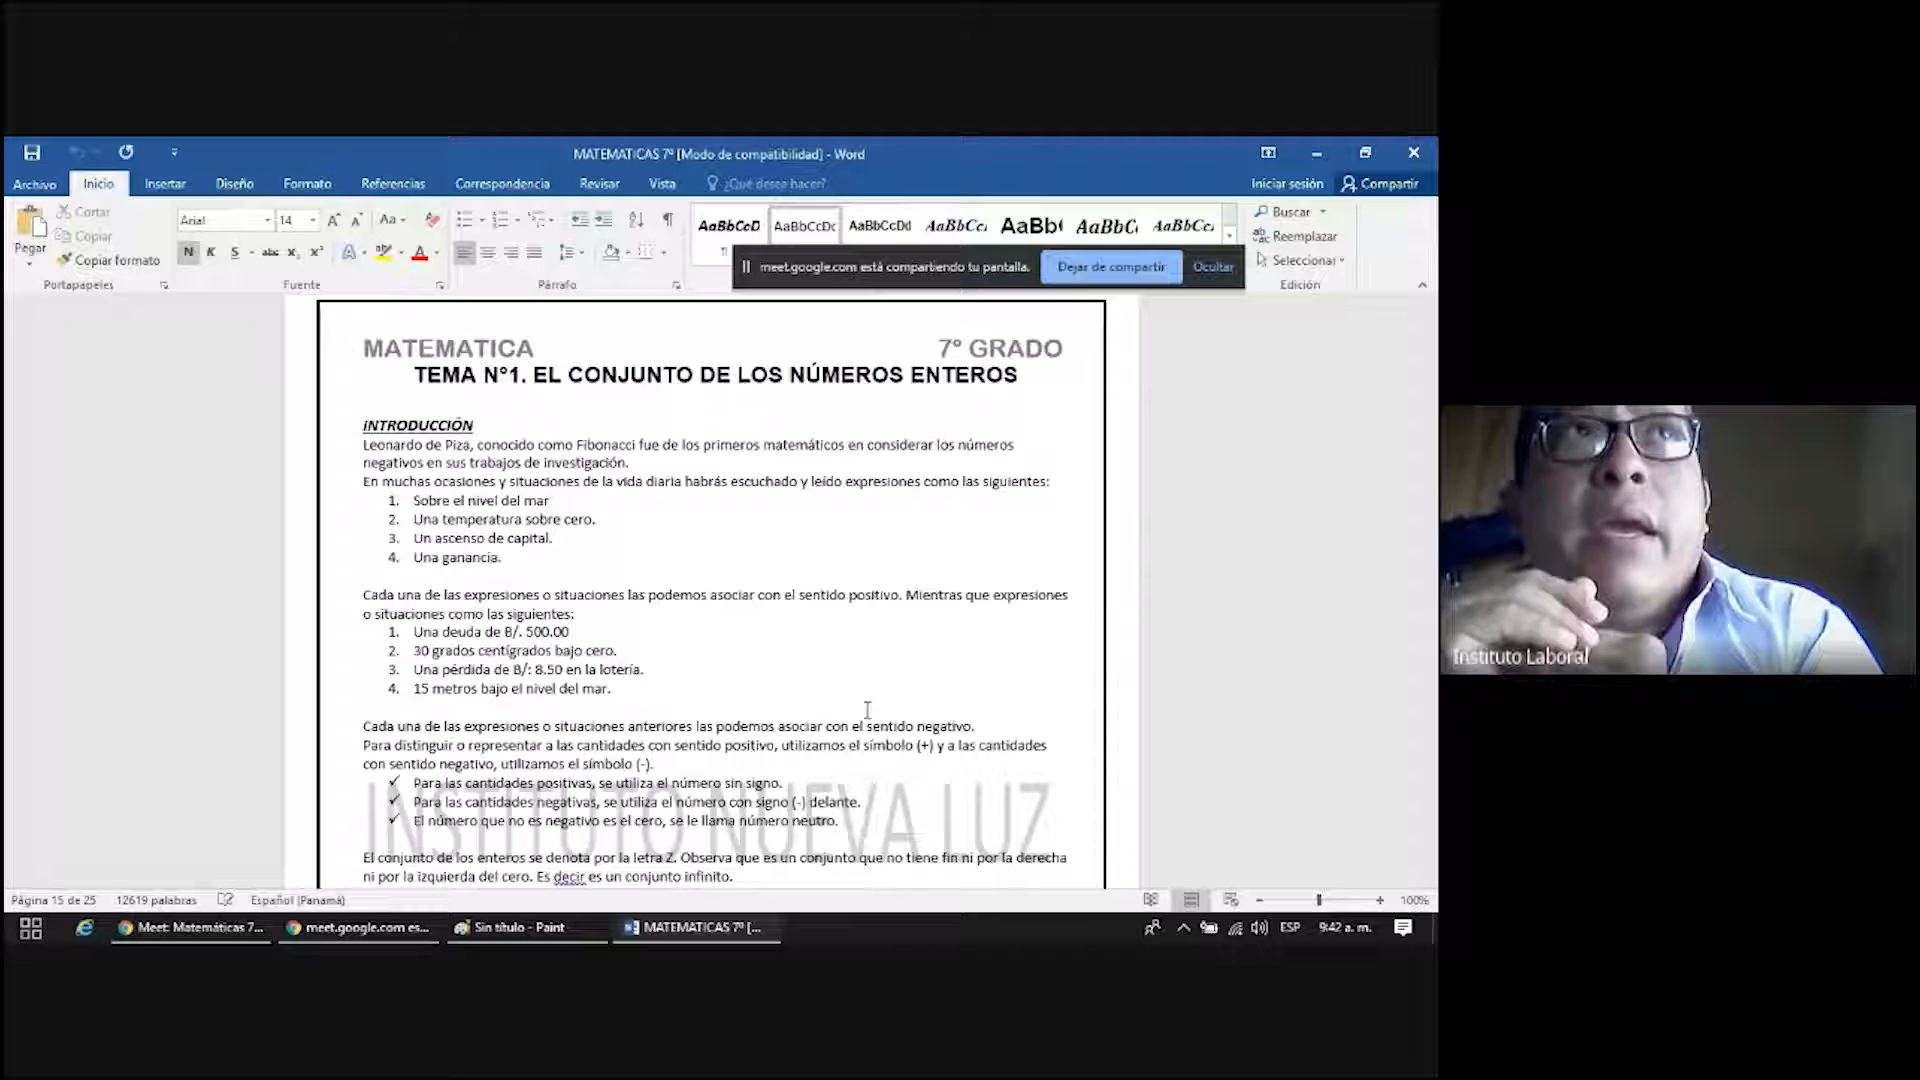 MATEMATICAS 7º [Modo de compatibilidad] - Word
Archivo Inicio Insertar Diseño Formato Referencias Correspondencia Revisar Vista ¿Qué desea hacer? Iniciar sesión Compartir
Pegar
Cortar
Copiar
Copiar formato
Portapapeles
Arial 14
N K S abc x₂ x²
Fuente
Párrafo
AaBbCcD AaBbCcDc AaBbCcDd AaBbCc AaBb( AaBbC AaBbCc
meet.google.com está compartiendo tu pantalla. Dejar de compartir Ocultar
Buscar
Reemplazar
Seleccionar
Edición
MATEMATICA 7° GRADO
TEMA N°1. EL CONJUNTO DE LOS NÚMEROS ENTEROS
INTRODUCCIÓN
Leonardo de Piza, conocido como Fibonacci fue de los primeros matemáticos en considerar los números
negativos en sus trabajos de investigación.
En muchas ocasiones y situaciones de la vida diaria habrás escuchado y leído expresiones como las siguientes:
1. Sobre el nivel del mar
2. Una temperatura sobre cero.
3. Un ascenso de capital.
4. Una ganancia.
Cada una de las expresiones o situaciones las podemos asociar con el sentido positivo. Mientras que expresiones
o situaciones como las siguientes:
1. Una deuda de B/. 500.00
2. 30 grados centígrados bajo cero.
3. Una pérdida de B/: 8.50 en la lotería.
4. 15 metros bajo el nivel del mar.
Cada una de las expresiones o situaciones anteriores las podemos asociar con el sentido negativo.
Para distinguir o representar a las cantidades con sentido positivo, utilizamos el símbolo (+) y a las cantidades
con sentido negativo, utilizamos el símbolo (-).
✓ Para las cantidades positivas, se utiliza el número sin signo.
✓ Para las cantidades negativas, se utiliza el número con signo (-) delante.
✓ El número que no es negativo es el cero, se le llama número neutro.
INSTITUTO NUEVA LUZ
El conjunto de los enteros se denota por la letra Z. Observa que es un conjunto que no tiene fin ni por la derecha
ni por la izquierda del cero. Es decir es un conjunto infinito.
Página 15 de 25 12619 palabras Español (Panamá) 100%
Meet: Matemáticas 7... meet.google.com es... Sin título - Paint MATEMATICAS 7º [... ESP 9:42 a. m.
Instituto Laboral